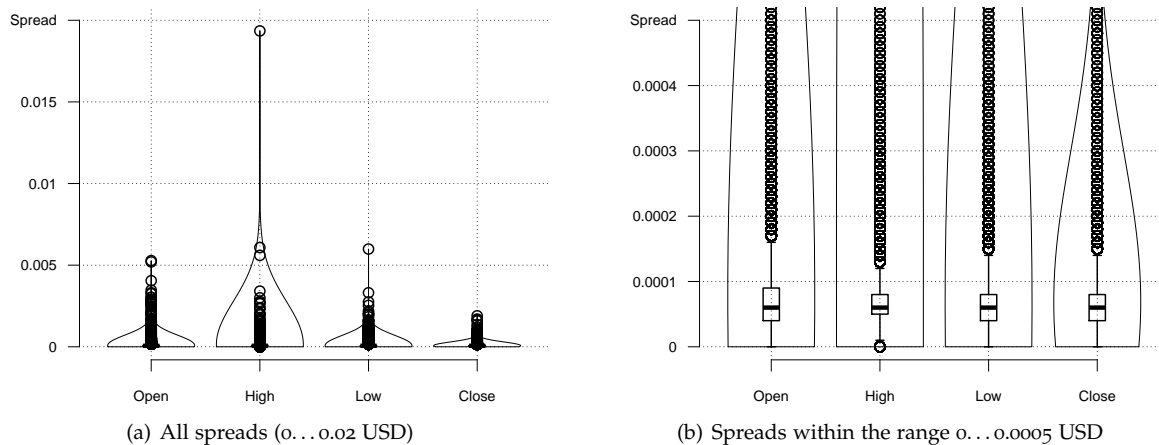 Spread
0.015
0.01
0.005
0
Open High Low Close
(a) All spreads (0...0.02 USD)
Spread
0.0004
0.0003
0.0002
0.0001
0
Open High Low Close
(b) Spreads within the range 0...0.0005 USD